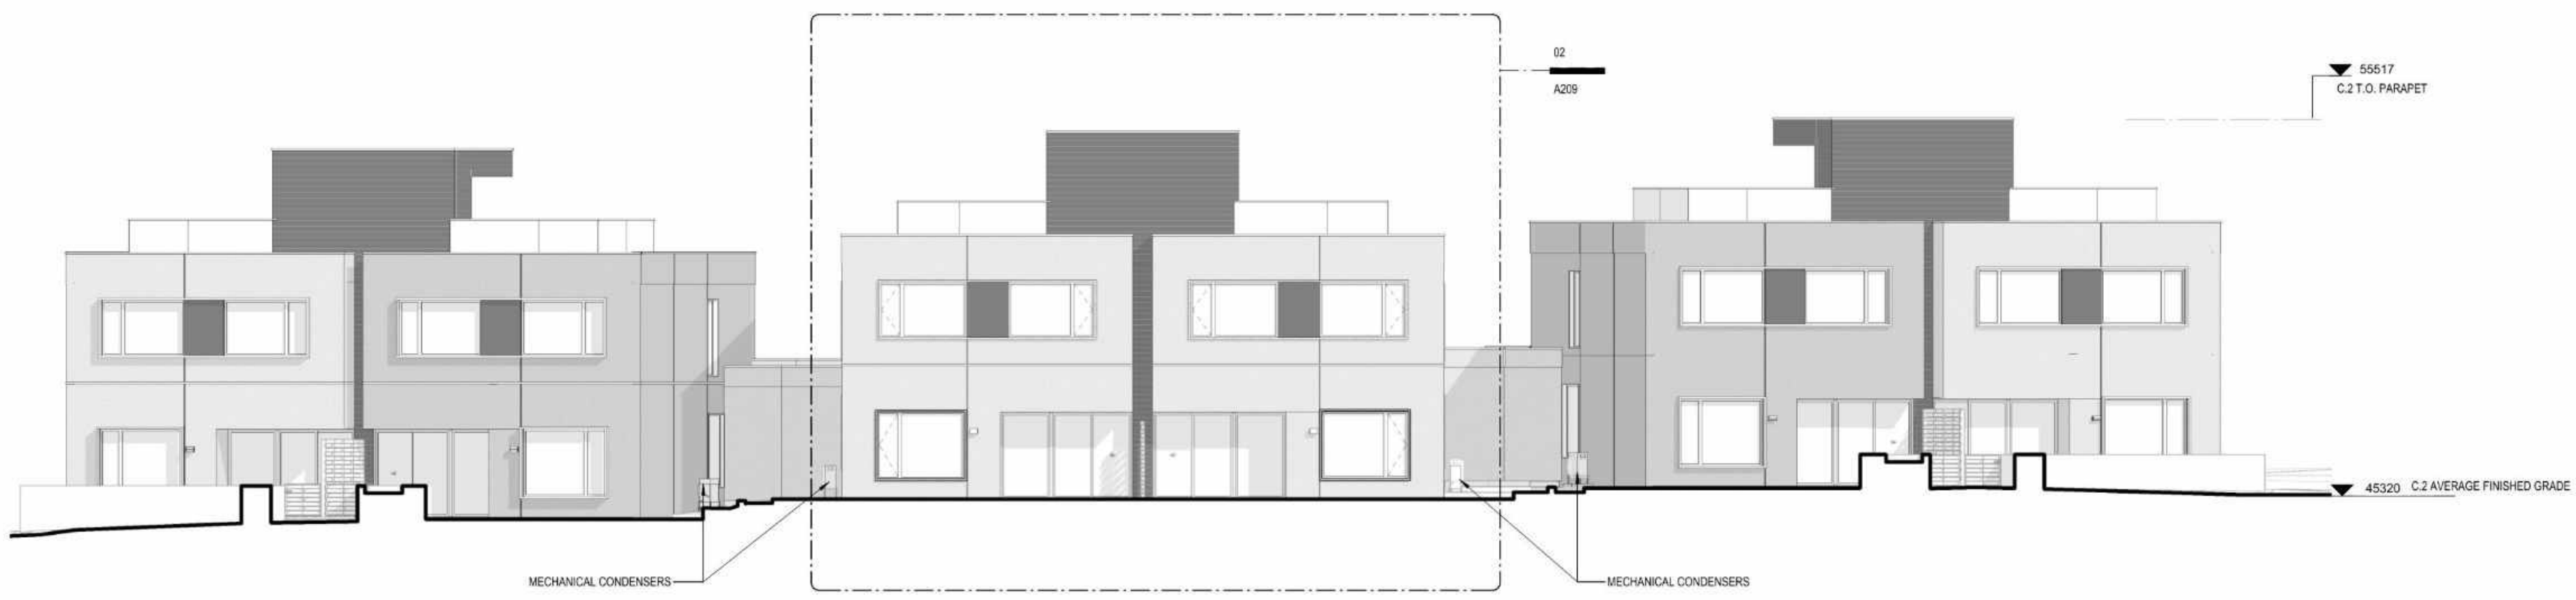 02
A209
55517
C.2 T.O. PARAPET
45320 C.2 AVERAGE FINISHED GRADE
MECHANICAL CONDENSERS
MECHANICAL CONDENSERS